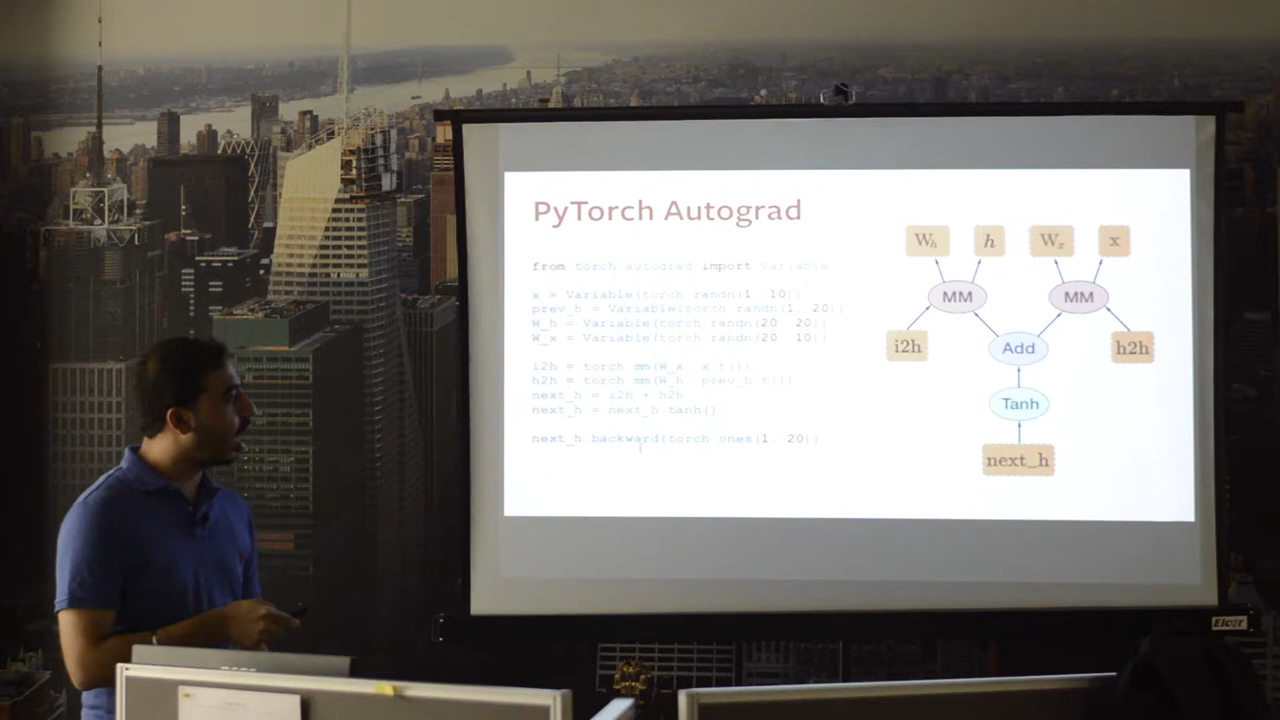 PyTorch Autograd
from torch.autograd import Variable
x = Variable(torch.randn(1, 10))
prev_h = Variable(torch.randn(1, 20))
W_h = Variable(torch.randn(20, 20))
W_x = Variable(torch.randn(20, 10))
i2h = torch.mm(W_x, x.t())
h2h = torch.mm(W_h, prev_h.t())
next_h = i2h + h2h
next_h = next_h.tanh()
next_h.backward(torch.ones(1, 20))
Wh h Wx x
MM MM
i2h Add h2h
Tanh
next_h